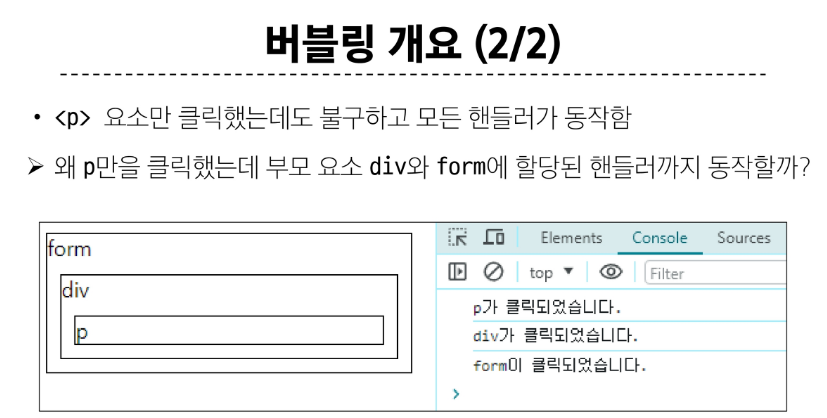 버블링 개요 (2/2)
• <p> 요소만 클릭했는데도 불구하고 모든 핸들러가 동작함
➢ 왜 p만을 클릭했는데 부모 요소 div와 form에 할당된 핸들러까지 동작할까?
form
div
p
Elements Console Sources
top ▼ Filter
p가 클릭되었습니다.
div가 클릭되었습니다.
form이 클릭되었습니다.
>